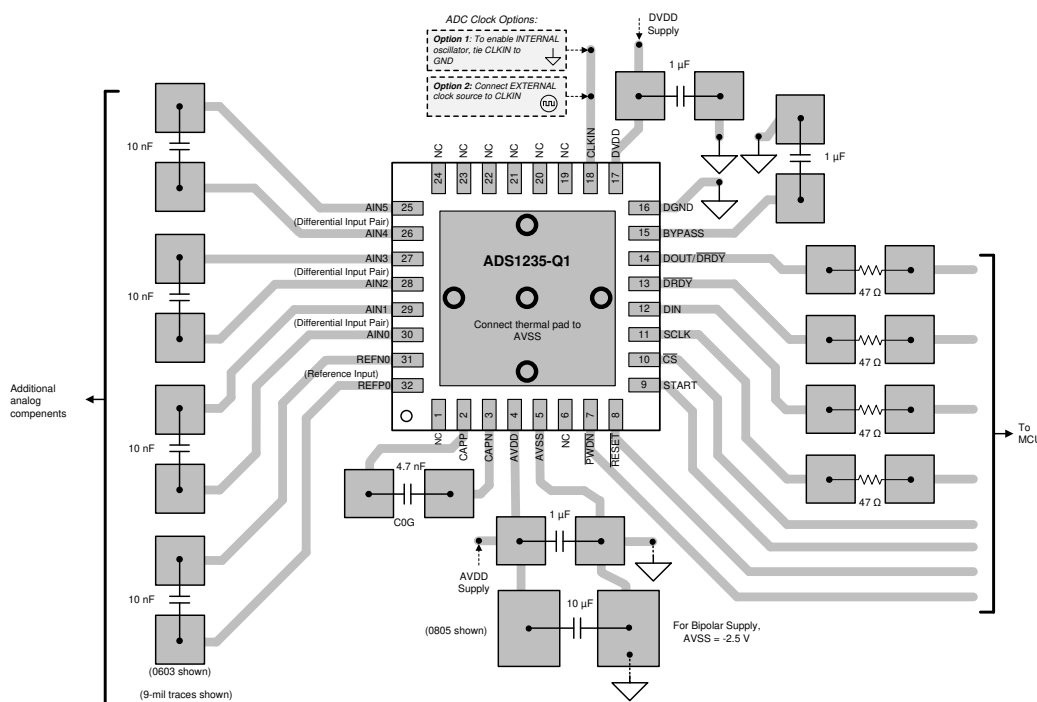 ADC Clock Options:
Option 1: To enable INTERNAL
oscillator, tie CLKIN to
GND
Option 2: Connect EXTERNAL
clock source to CLKIN
DVDD
Supply
1 µF
1 µF
10 nF
10 nF
10 nF
10 nF
NC
NC
NC
NC
NC
NC
CLKIN
DVDD
24
23
22
21
20
19
18
17
AIN5
25
(Differential Input Pair)
AIN4
26
AIN3
27
(Differential Input Pair)
AIN2
28
AIN1
29
(Differential Input Pair)
AIN0
30
REFN0
31
(Reference Input)
REFP0
32
ADS1235-Q1
Connect thermal pad to
AVSS
16
DGND
15
BYPASS
14
DOUT/DRDY
13
DRDY
12
DIN
11
SCLK
10
CS
9
START
1
2
3
4
5
6
7
8
NC
CAPP
CAPN
AVDD
AVSS
NC
PWDN
RESET
47 Ω
47 Ω
47 Ω
47 Ω
Additional
analog
compenents
To
MCU
4.7 nF
C0G
1 µF
AVDD
Supply
10 µF
(0805 shown)
For Bipolar Supply,
AVSS = -2.5 V
(0603 shown)
(9-mil traces shown)